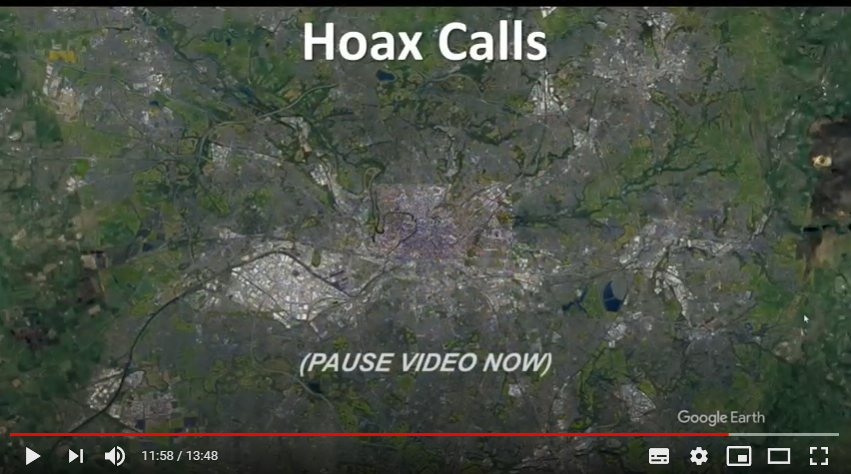 Hoax Calls
(PAUSE VIDEO NOW)
Google Earth
11:58 / 13:48